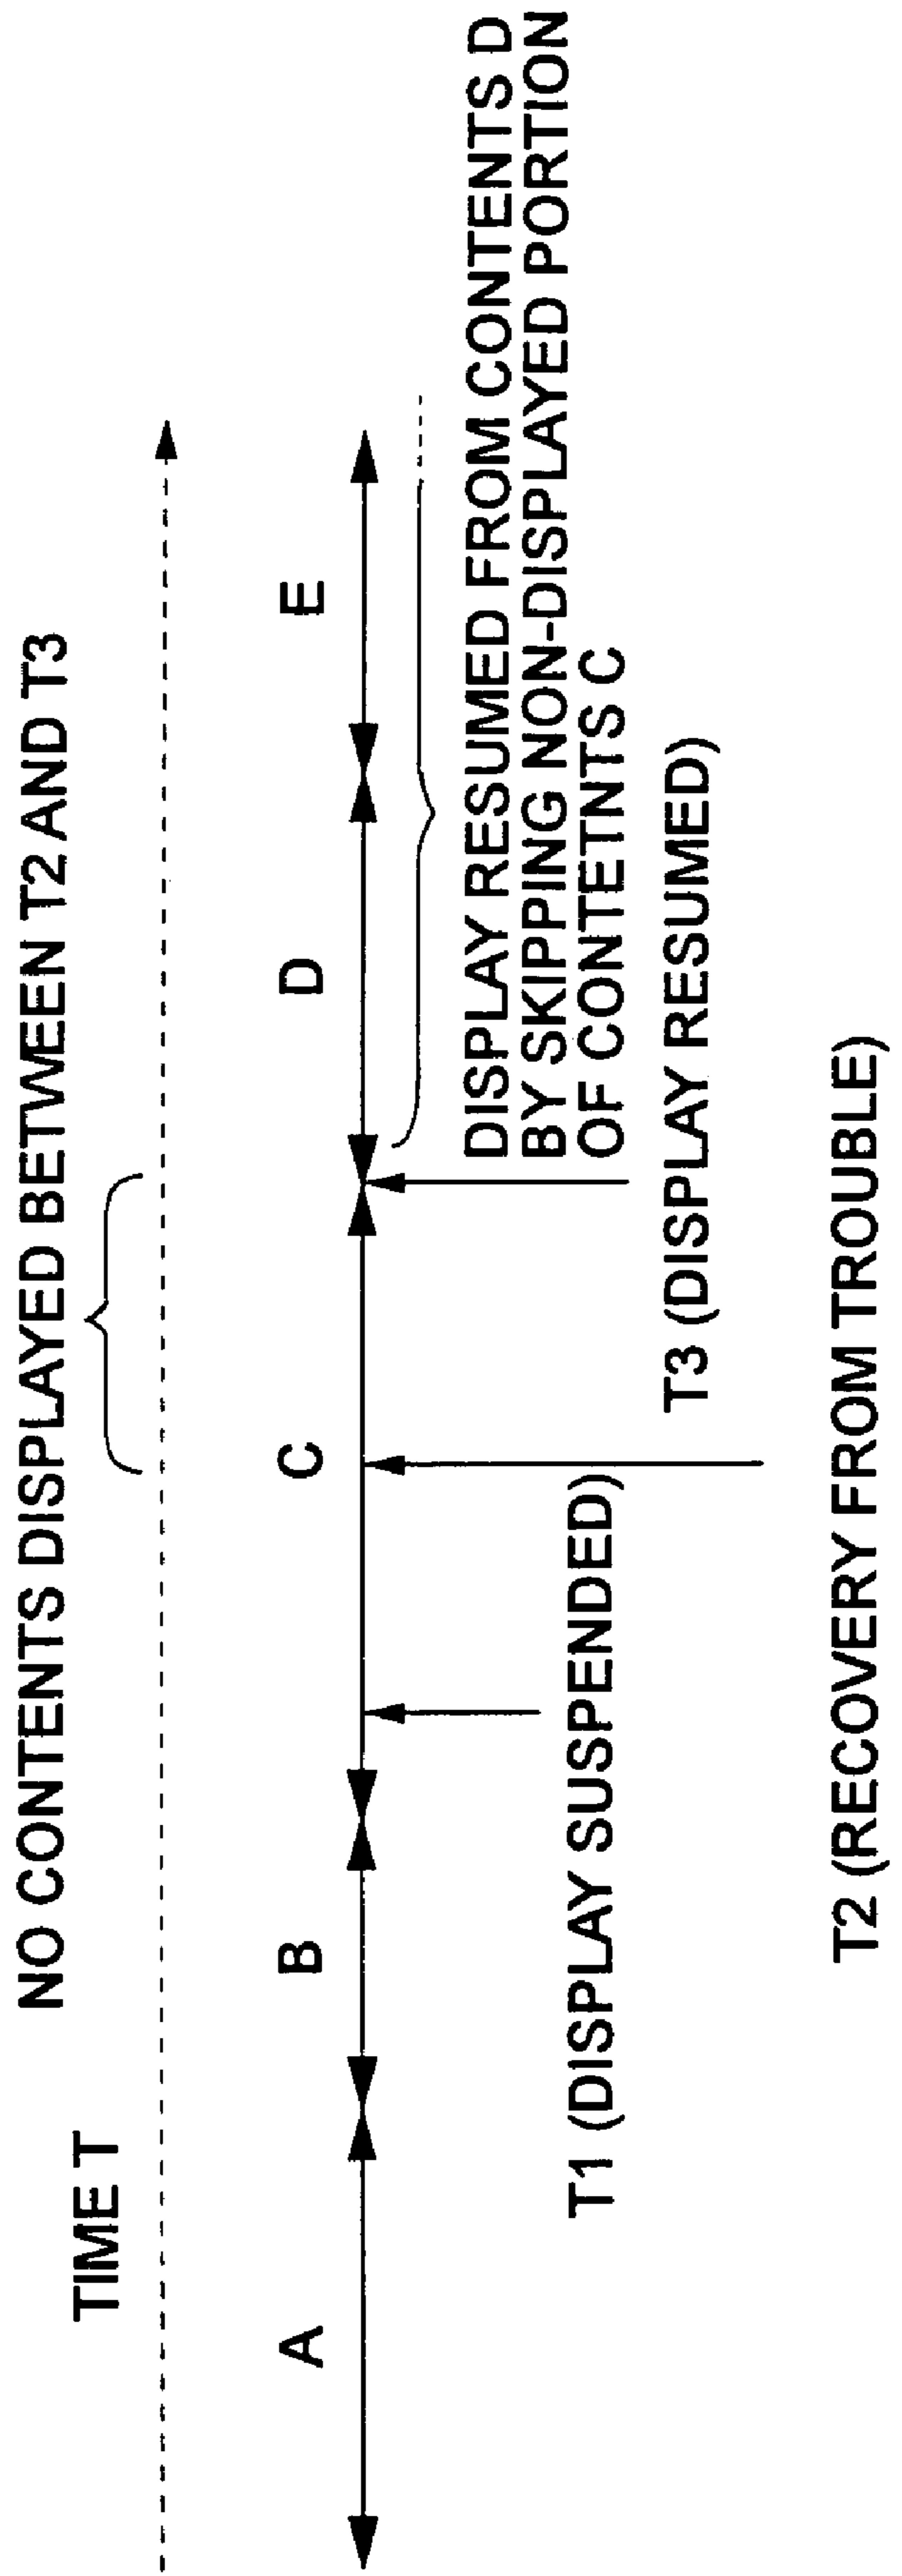 NO CONTENTS DISPLAYED BETWEEN T2 AND T3
TIME T
A
B
C
D
E
DISPLAY RESUMED FROM CONTENTS D
BY SKIPPING NON-DISPLAYED PORTION
OF CONTETNTS C
T1 (DISPLAY SUSPENDED)
T3 (DISPLAY RESUMED)
T2 (RECOVERY FROM TROUBLE)